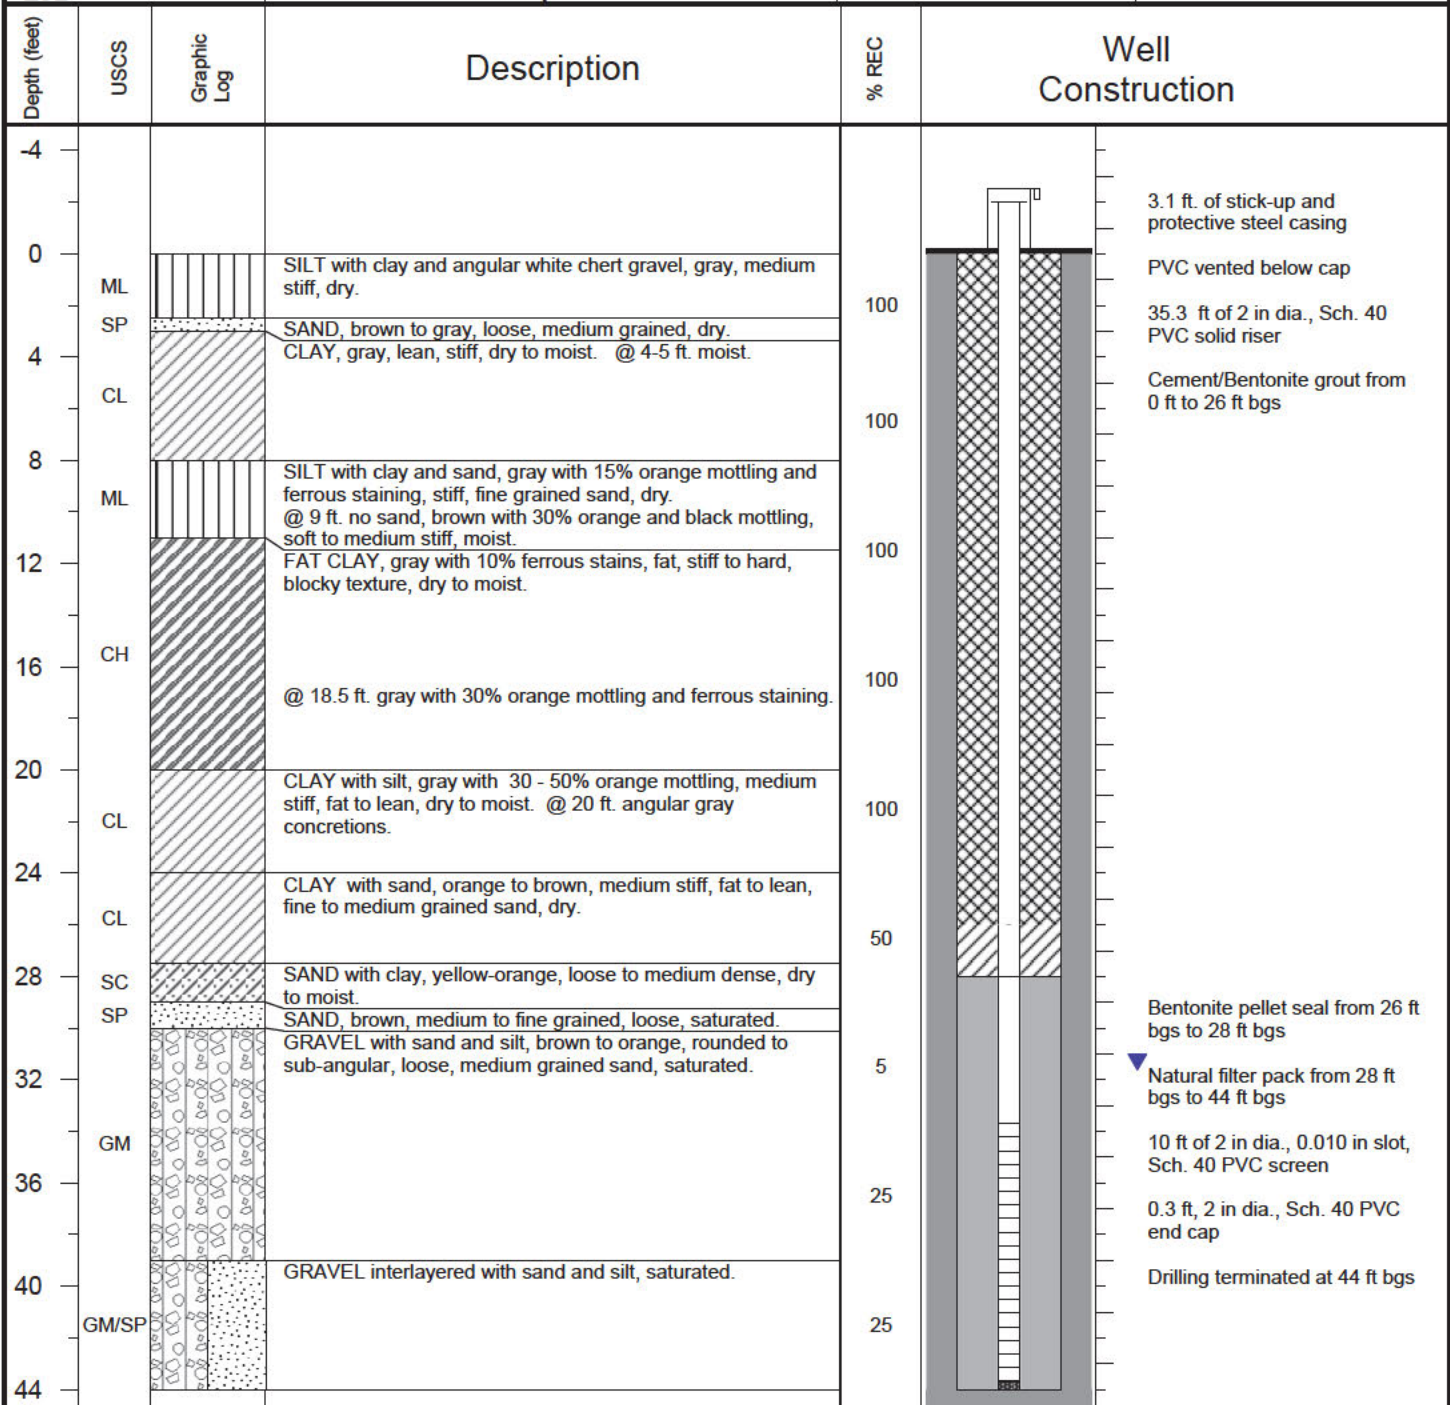 Depth (feet)
USCS
Graphic
Log
Description
% REC
Well
Construction
-4
0
4
8
12
16
20
24
28
32
36
40
44
ML
SP
CL
ML
CH
CL
CL
SC
SP
GM
GM/SP
SILT with clay and angular white chert gravel, gray, medium
stiff, dry.
SAND, brown to gray, loose, medium grained, dry.
CLAY, gray, lean, stiff, dry to moist. @ 4-5 ft. moist.
SILT with clay and sand, gray with 15% orange mottling and
ferrous staining, stiff, fine grained sand, dry.
@ 9 ft. no sand, brown with 30% orange and black mottling,
soft to medium stiff, moist.
FAT CLAY, gray with 10% ferrous stains, fat, stiff to hard,
blocky texture, dry to moist.
@ 18.5 ft. gray with 30% orange mottling and ferrous staining.
CLAY with silt, gray with 30 - 50% orange mottling, medium
stiff, fat to lean, dry to moist. @ 20 ft. angular gray
concretions.
CLAY with sand, orange to brown, medium stiff, fat to lean,
fine to medium grained sand, dry.
SAND with clay, yellow-orange, loose to medium dense, dry
to moist.
SAND, brown, medium to fine grained, loose, saturated.
GRAVEL with sand and silt, brown to orange, rounded to
sub-angular, loose, medium grained sand, saturated.
GRAVEL interlayered with sand and silt, saturated.
100
100
100
100
100
50
5
25
25
3.1 ft. of stick-up and
protective steel casing
PVC vented below cap
35.3 ft of 2 in dia., Sch. 40
PVC solid riser
Cement/Bentonite grout from
0 ft to 26 ft bgs
Bentonite pellet seal from 26 ft
bgs to 28 ft bgs
Natural filter pack from 28 ft
bgs to 44 ft bgs
10 ft of 2 in dia., 0.010 in slot,
Sch. 40 PVC screen
0.3 ft, 2 in dia., Sch. 40 PVC
end cap
Drilling terminated at 44 ft bgs